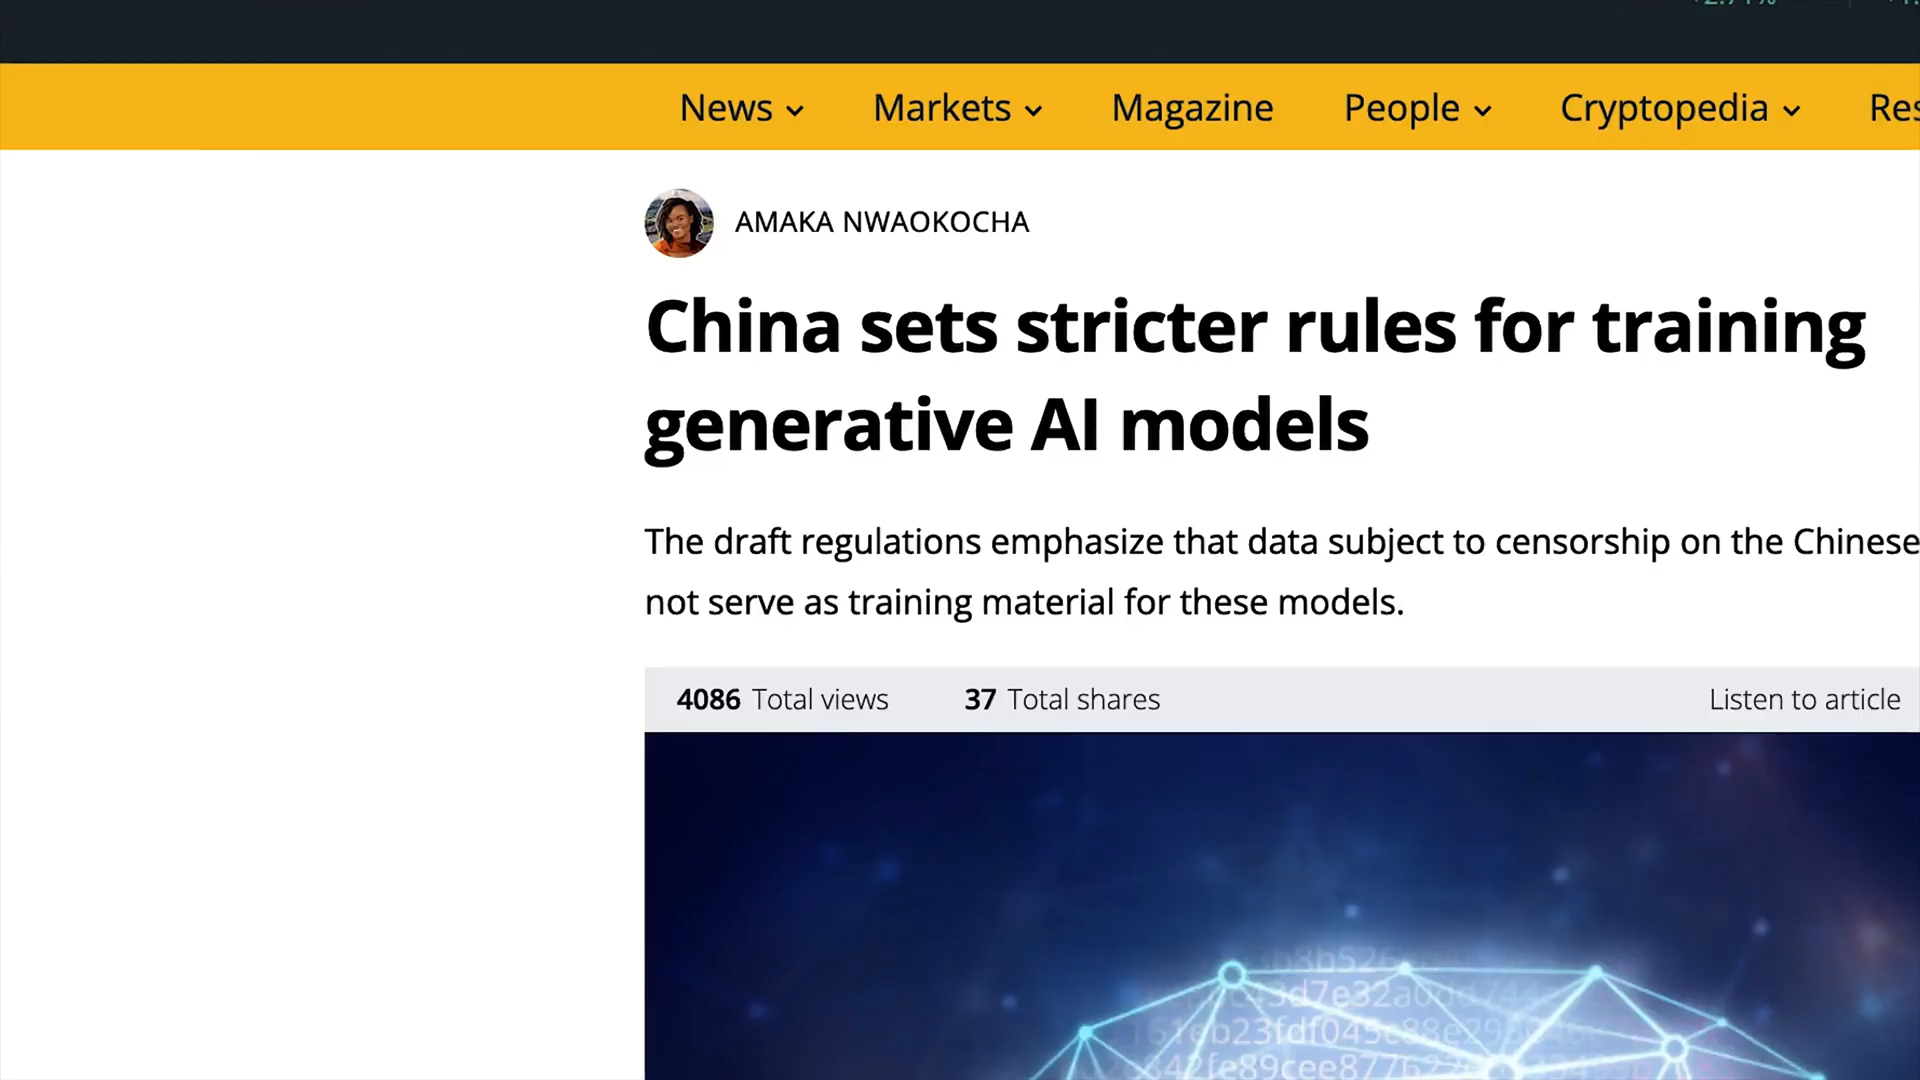 News Markets Magazine People Cryptopedia
AMAKA NWAOKOCHA
China sets stricter rules for training
generative AI models
The draft regulations emphasize that data subject to censorship on the Chinese
not serve as training material for these models.
4086 Total views 37 Total shares Listen to article